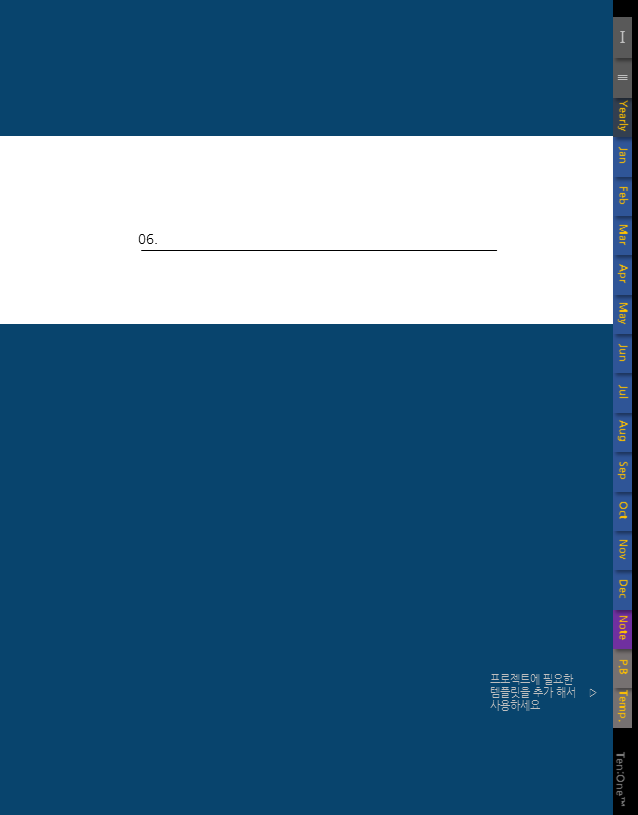 I
≡
Yearly
Jan
Feb
Mar
Apr
May
Jun
Jul
Aug
Sep
Oct
Nov
Dec
Note
P.B
Temp.
Ten:One™
06.
프로젝트에 필요한
템플릿을 추가 해서 >
사용하세요